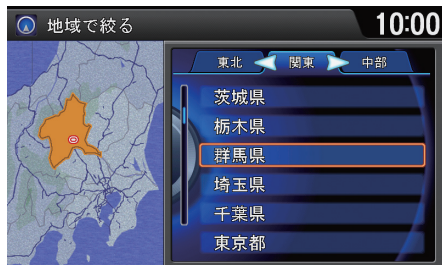 地域で絞る 10:00
東北 関東 中部
茨城県
栃木県
群馬県
埼玉県
千葉県
東京都